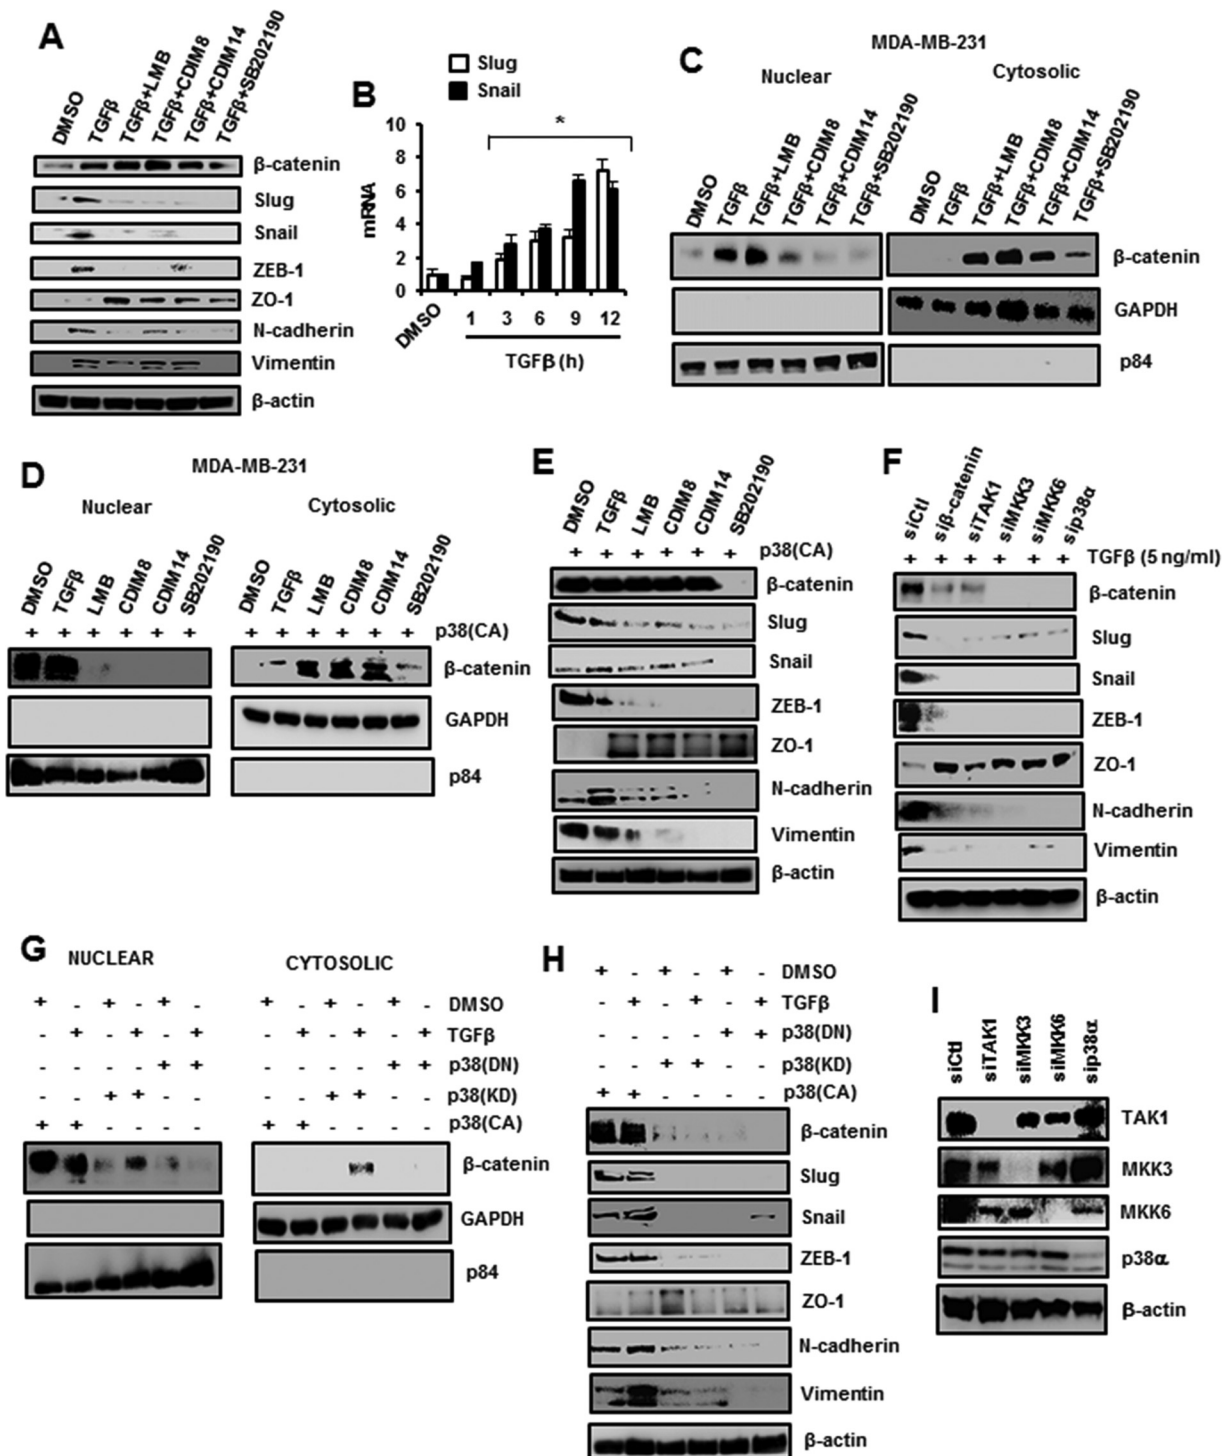 A
DMSO
TGFβ
TGFβ+LMB
TGFβ+CDIM8
TGFβ+CDIM14
TGFβ+SB202190
β-catenin
Slug
Snail
ZEB-1
ZO-1
N-cadherin
Vimentin
β-actin
B
Slug
Snail
*
mRNA
10
8
6
4
2
0
DMSO 1 3 6 9 12
TGFβ (h)
C
MDA-MB-231
Nuclear Cytosolic
DMSO
TGFβ
TGFβ+LMB
TGFβ+CDIM8
TGFβ+CDIM14
TGFβ+SB202190
DMSO
TGFβ
TGFβ+LMB
TGFβ+CDIM8
TGFβ+CDIM14
TGFβ+SB202190
β-catenin
GAPDH
p84
D
MDA-MB-231
Nuclear Cytosolic
DMSO
TGFβ
LMB
CDIM8
CDIM14
SB202190
DMSO
TGFβ
LMB
CDIM8
CDIM14
SB202190
+ + + + + + + + + + + + p38(CA)
β-catenin
GAPDH
p84
E
DMSO
TGFβ
LMB
CDIM8
CDIM14
SB202190
+ + + + + + p38(CA)
β-catenin
Slug
Snail
ZEB-1
ZO-1
N-cadherin
Vimentin
β-actin
F
siCtl
siβ-catenin
siTAK1
siMKK3
siMKK6
sip38α
+ + + + + + TGFβ (5 ng/ml)
β-catenin
Slug
Snail
ZEB-1
ZO-1
N-cadherin
Vimentin
β-actin
G
NUCLEAR CYTOSOLIC
+ - + - + - + - + - + - DMSO
- + - + - + - + - + - + TGFβ
- - - - + + - - - - + + p38(DN)
- - + + - - - - + + - - p38(KD)
+ + - - - - + + - - - - p38(CA)
β-catenin
GAPDH
p84
H
+ - + - + - DMSO
- + - + - + TGFβ
- - - - + + p38(DN)
- - + + - - p38(KD)
+ + - - - - p38(CA)
β-catenin
Slug
Snail
ZEB-1
ZO-1
N-cadherin
Vimentin
β-actin
I
siCtl
siTAK1
siMKK3
siMKK6
sip38α
TAK1
MKK3
MKK6
p38α
β-actin